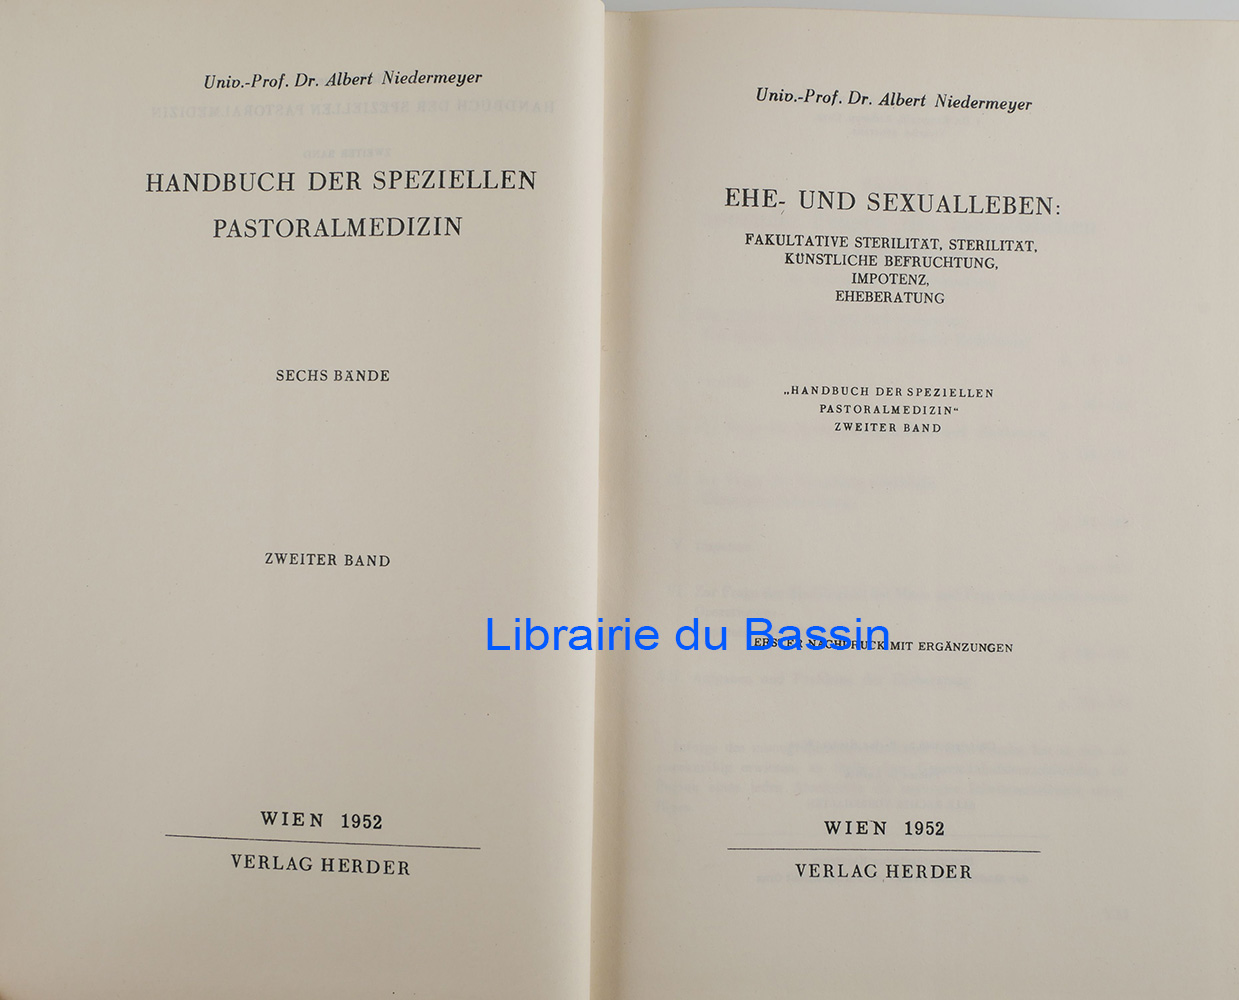 Univ.-Prof. Dr. Albert Niedermeyer
HANDBUCH DER SPEZIELLEN
PASTORALMEDIZIN
SECHS BÄNDE
ZWEITER BAND
WIEN 1952
VERLAG HERDER
Univ.-Prof. Dr. Albert Niedermeyer
EHE- UND SEXUALLEBEN:
FAKULTATIVE STERILITÄT, STERILITÄT,
KÜNSTLICHE BEFRUCHTUNG,
IMPOTENZ,
EHEBERATUNG
„HANDBUCH DER SPEZIELLEN
PASTORALMEDIZIN“
ZWEITER BAND
ERSTER NACHDRUCK MIT ERGÄNZUNGEN
WIEN 1952
VERLAG HERDER
Librairie du Bassin